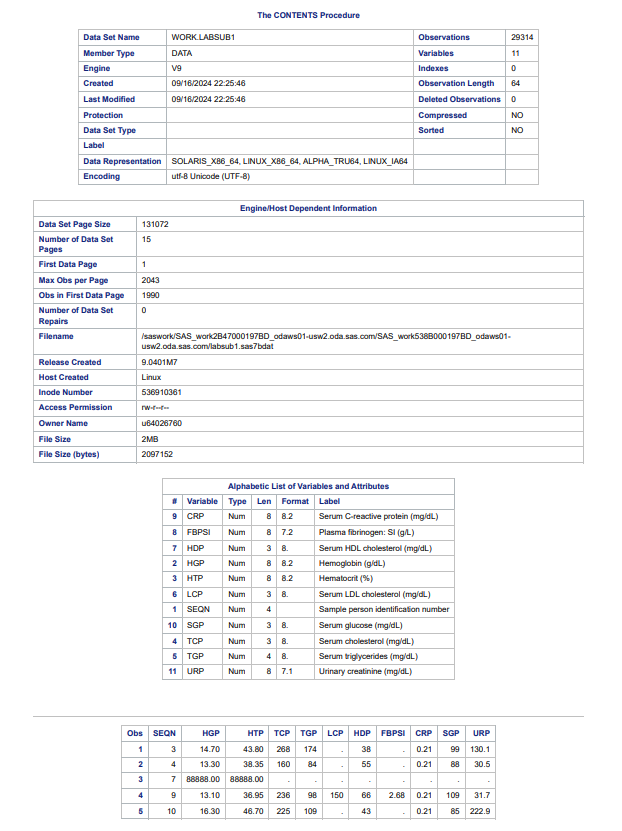 The CONTENTS Procedure
Data Set Name WORK.LABSUB1 Observations 29314
Member Type DATA Variables 11
Engine V9 Indexes 0
Created 09/16/2024 22:25:46 Observation Length 64
Last Modified 09/16/2024 22:25:46 Deleted Observations 0
Protection Compressed NO
Data Set Type Sorted NO
Label
Data Representation SOLARIS_X86_64, LINUX_X86_64, ALPHA_TRU64, LINUX_IA64
Encoding utf-8 Unicode (UTF-8)
Engine/Host Dependent Information
Data Set Page Size 131072
Number of Data Set 15
Pages
First Data Page 1
Max Obs per Page 2043
Obs in First Data Page 1990
Number of Data Set 0
Repairs
Filename /saswork/SAS_work2B47000197BD_odaws01-usw2.oda.sas.com/SAS_work538B000197BD_odaws01-
usw2.oda.sas.com/labsub1.sas7bdat
Release Created 9.0401M7
Host Created Linux
Inode Number 536910361
Access Permission rw-r--r--
Owner Name u64026760
File Size 2MB
File Size (bytes) 2097152
Alphabetic List of Variables and Attributes
# Variable Type Len Format Label
9 CRP Num 8 8.2 Serum C-reactive protein (mg/dL)
8 FBPSI Num 8 7.2 Plasma fibrinogen: SI (g/L)
7 HDP Num 3 8. Serum HDL cholesterol (mg/dL)
2 HGP Num 8 8.2 Hemoglobin (g/dL)
3 HTP Num 8 8.2 Hematocrit (%)
6 LCP Num 3 8. Serum LDL cholesterol (mg/dL)
1 SEQN Num 4 Sample person identification number
10 SGP Num 3 8. Serum glucose (mg/dL)
4 TCP Num 3 8. Serum cholesterol (mg/dL)
5 TGP Num 4 8. Serum triglycerides (mg/dL)
11 URP Num 8 7.1 Urinary creatinine (mg/dL)
Obs SEQN HGP HTP TCP TGP LCP HDP FBPSI CRP SGP URP
1 3 14.70 43.80 268 174 . 38 . 0.21 99 130.1
2 4 13.30 38.35 160 84 . 55 . 0.21 88 30.5
3 7 88888.00 88888.00 . . . . . . . .
4 9 13.10 36.95 236 98 150 66 2.68 0.21 109 31.7
5 10 16.30 46.70 225 109 . 43 . 0.21 85 222.9